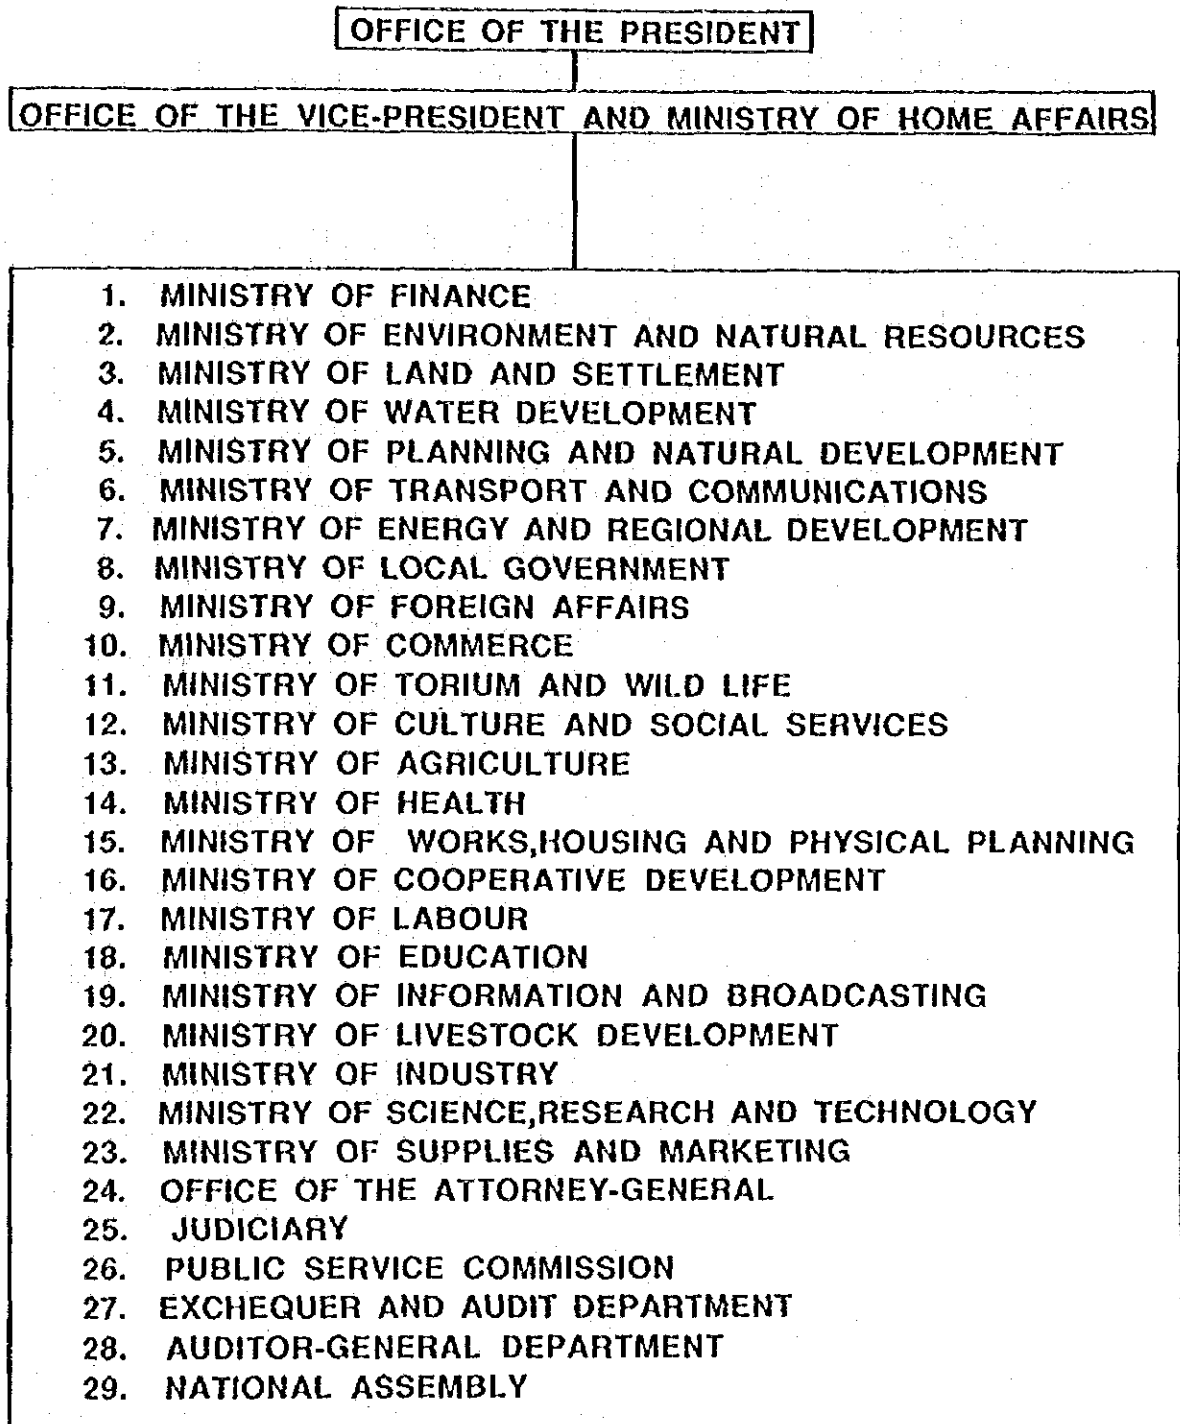 OFFICE OF THE PRESIDENT
OFFICE OF THE VICE-PRESIDENT AND MINISTRY OF HOME AFFAIRS
1. MINISTRY OF FINANCE
2. MINISTRY OF ENVIRONMENT AND NATURAL RESOURCES
3. MINISTRY OF LAND AND SETTLEMENT
4. MINISTRY OF WATER DEVELOPMENT
5. MINISTRY OF PLANNING AND NATURAL DEVELOPMENT
6. MINISTRY OF TRANSPORT AND COMMUNICATIONS
7. MINISTRY OF ENERGY AND REGIONAL DEVELOPMENT
8. MINISTRY OF LOCAL GOVERNMENT
9. MINISTRY OF FOREIGN AFFAIRS
10. MINISTRY OF COMMERCE
11. MINISTRY OF TORIUM AND WILD LIFE
12. MINISTRY OF CULTURE AND SOCIAL SERVICES
13. MINISTRY OF AGRICULTURE
14. MINISTRY OF HEALTH
15. MINISTRY OF WORKS,HOUSING AND PHYSICAL PLANNING
16. MINISTRY OF COOPERATIVE DEVELOPMENT
17. MINISTRY OF LABOUR
18. MINISTRY OF EDUCATION
19. MINISTRY OF INFORMATION AND BROADCASTING
20. MINISTRY OF LIVESTOCK DEVELOPMENT
21. MINISTRY OF INDUSTRY
22. MINISTRY OF SCIENCE,RESEARCH AND TECHNOLOGY
23. MINISTRY OF SUPPLIES AND MARKETING
24. OFFICE OF THE ATTORNEY-GENERAL
25. JUDICIARY
26. PUBLIC SERVICE COMMISSION
27. EXCHEQUER AND AUDIT DEPARTMENT
28. AUDITOR-GENERAL DEPARTMENT
29. NATIONAL ASSEMBLY